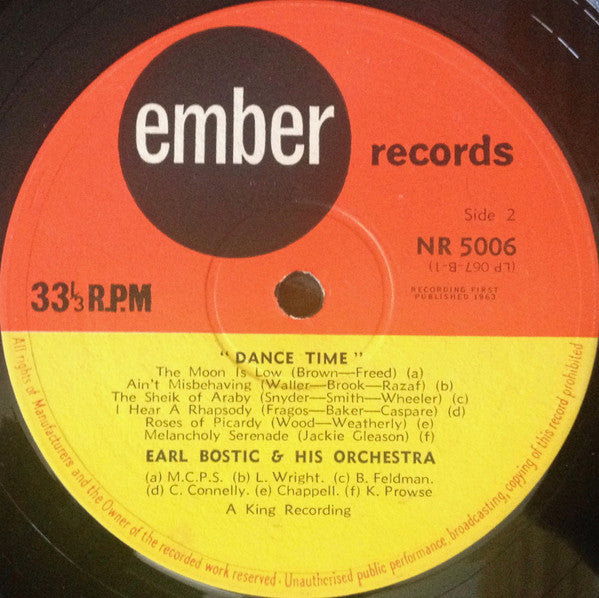 ember
records
Side 2
NR 5006
(LP 067-B-1)
33⅓ R.P.M
RECORDING FIRST
PUBLISHED 1963
"DANCE TIME"
The Moon Is Low (Brown—Freed) (a)
Ain't Misbehaving (Waller—Brook—Razaf) (b)
The Sheik of Araby (Snyder—Smith—Wheeler) (c)
I Hear A Rhapsody (Fragos—Baker—Caspare) (d)
Roses of Picardy (Wood—Weatherly) (e)
Melancholy Serenade (Jackie Gleason) (f)
EARL BOSTIC & HIS ORCHESTRA
(a) M.C.P.S. (b) L. Wright. (c) B. Feldman.
(d) C. Connelly. (e) Chappell. (f) K. Prowse
A King Recording
All rights of Manufacturers and the Owner of the recorded work reserved · Unauthorised public performance, broadcasting, copying of this record prohibited